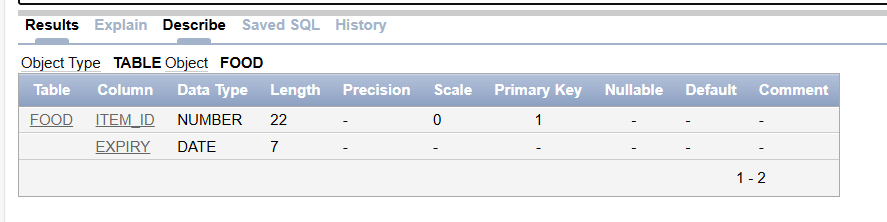 Results Explain Describe Saved SQL History
Object Type TABLE Object FOOD
Table Column Data Type Length Precision Scale Primary Key Nullable Default Comment
FOOD ITEM_ID NUMBER 22 - 0 1 - - -
EXPIRY DATE 7 - - - - - -
1 - 2